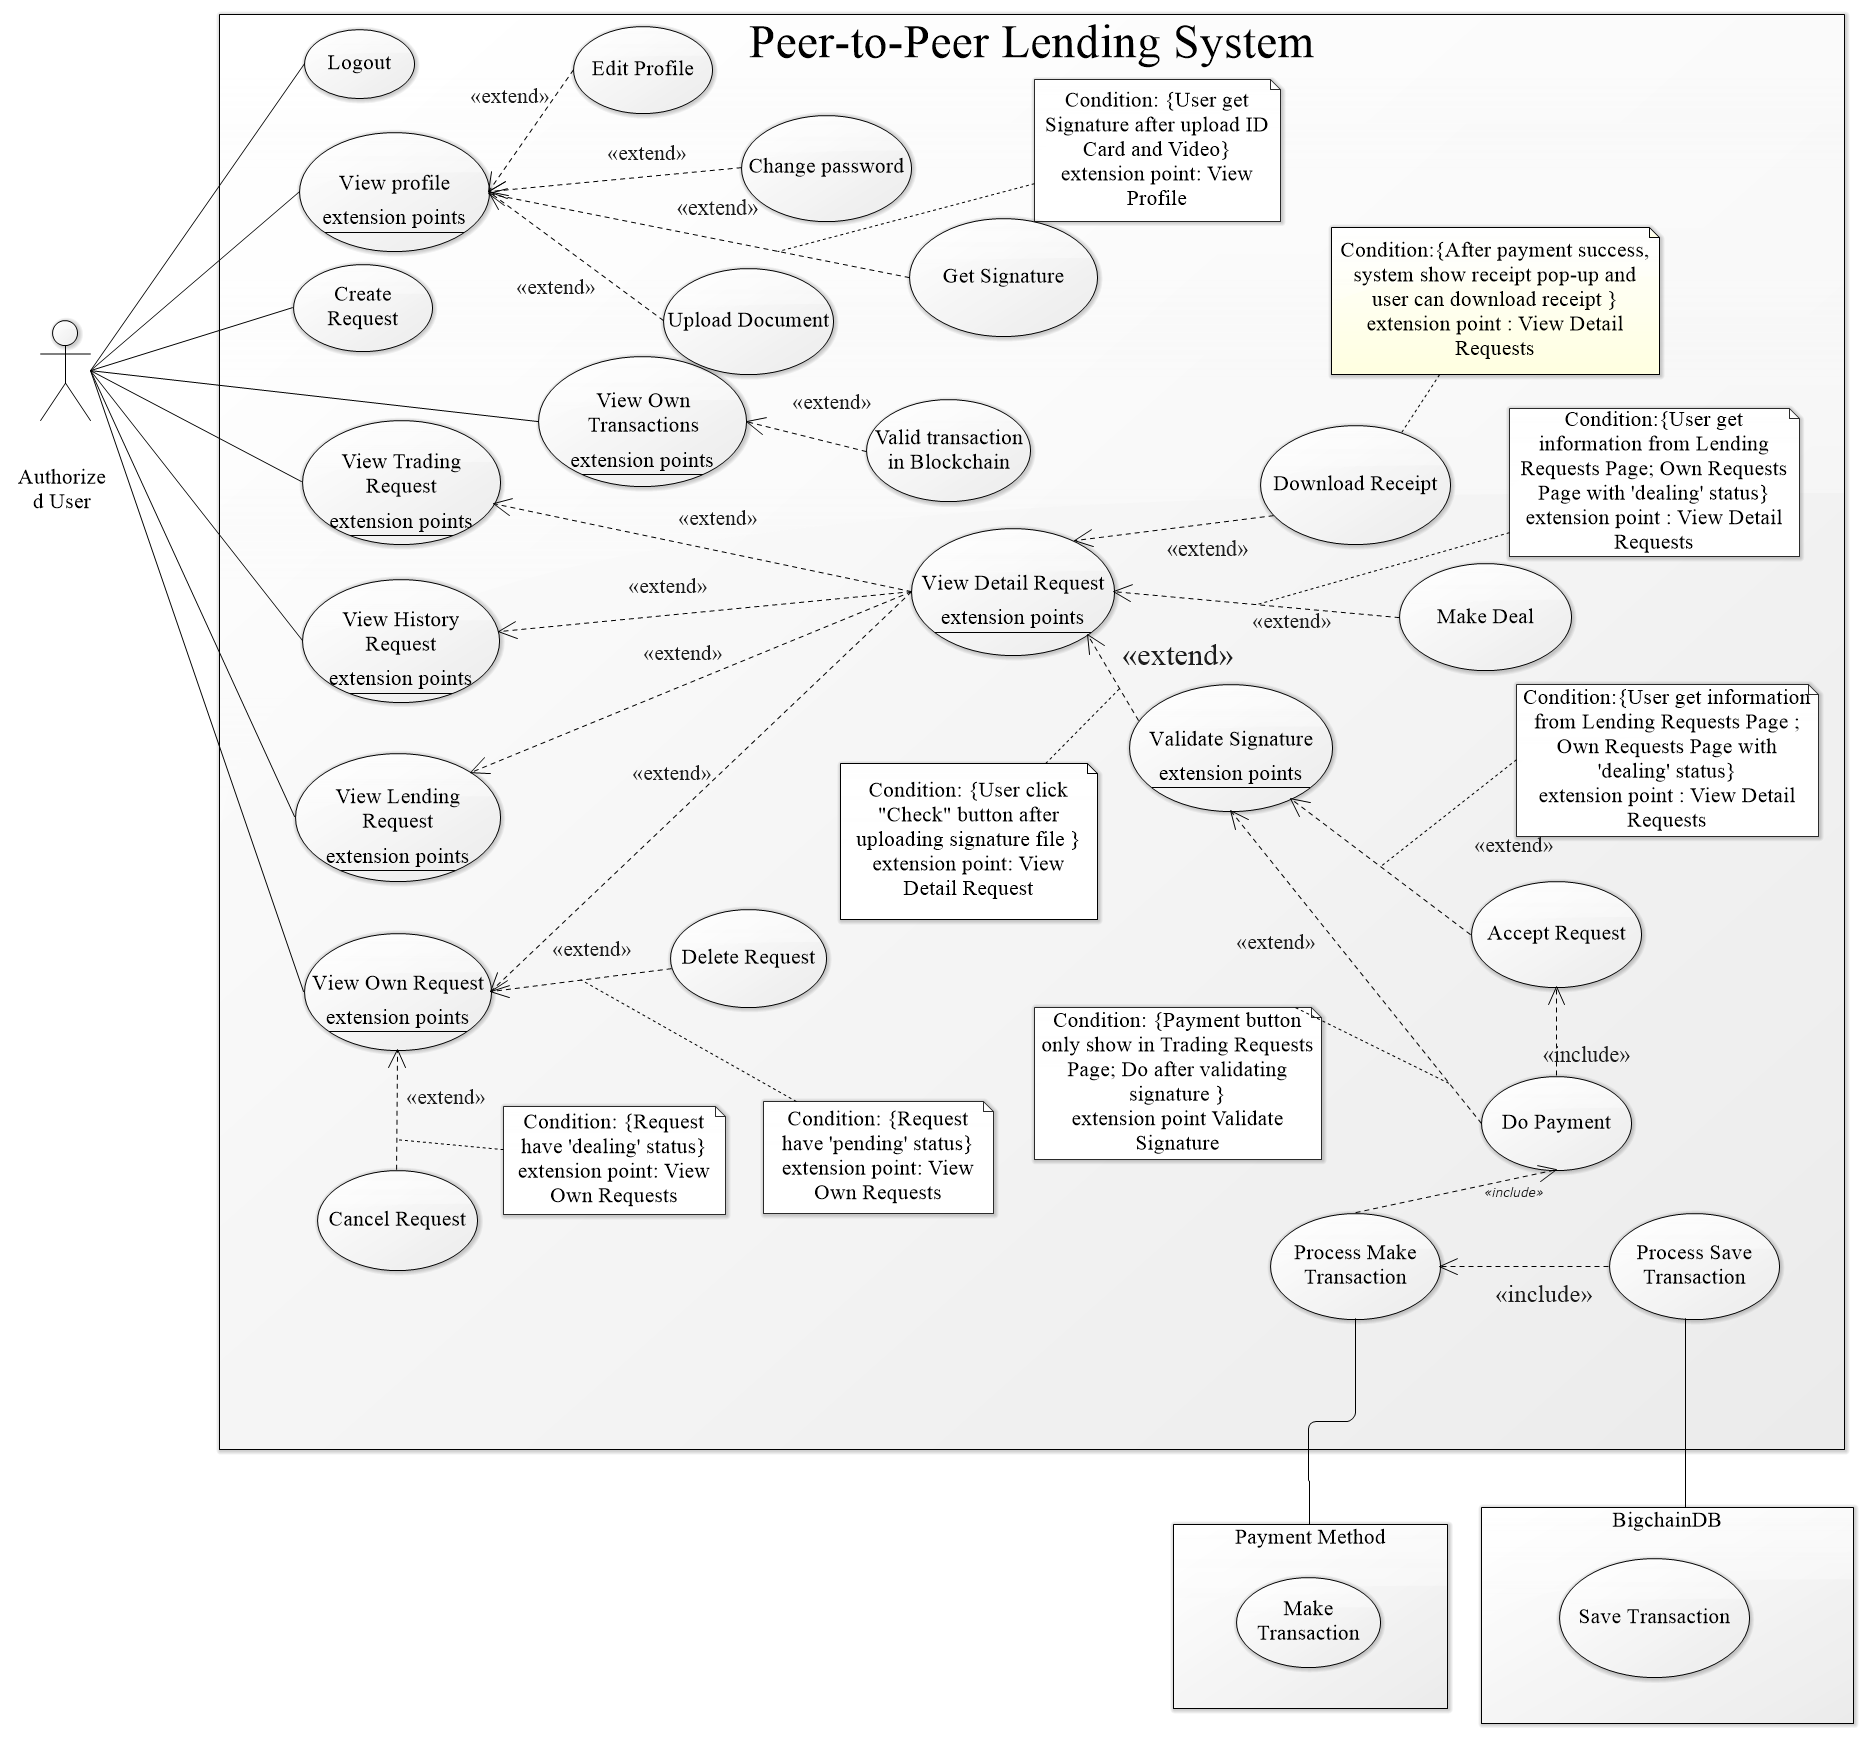 Peer-to-Peer Lending System
Logout
Edit Profile
«extend»
Condition: {User get
Signature after upload ID
Card and Video}
extension point: View
Profile
«extend»
Change password
View profile
extension points
«extend»
Get Signature
Create
Request
«extend»
Upload Document
Condition:{After payment success,
system show receipt pop-up and
user can download receipt }
extension point : View Detail
Requests
Authorize
d User
View Own
Transactions
extension points
«extend»
Valid transaction
in Blockchain
Condition:{User get
information from Lending
Requests Page; Own Requests
Page with 'dealing' status}
extension point : View Detail
Requests
View Trading
Request
extension points
«extend»
Download Receipt
«extend»
View Detail Request
extension points
«extend»
Make Deal
«extend»
View History
Request
extension points
«extend»
«extend»
Validate Signature
extension points
Condition:{User get information
from Lending Requests Page ;
Own Requests Page with
'dealing' status}
extension point : View Detail
Requests
«extend»
Condition: {User click
"Check" button after
uploading signature file }
extension point: View
Detail Request
View Lending
Request
extension points
«extend»
Accept Request
«extend»
«extend»
Delete Request
View Own Request
extension points
Condition: {Payment button
only show in Trading Requests
Page; Do after validating
signature }
extension point Validate
Signature
«include»
«extend»
Condition: {Request
have 'dealing' status}
extension point: View
Own Requests
Condition: {Request
have 'pending' status}
extension point: View
Own Requests
Do Payment
«include»
Cancel Request
Process Make
Transaction
«include»
Process Save
Transaction
Payment Method
Make
Transaction
BigchainDB
Save Transaction